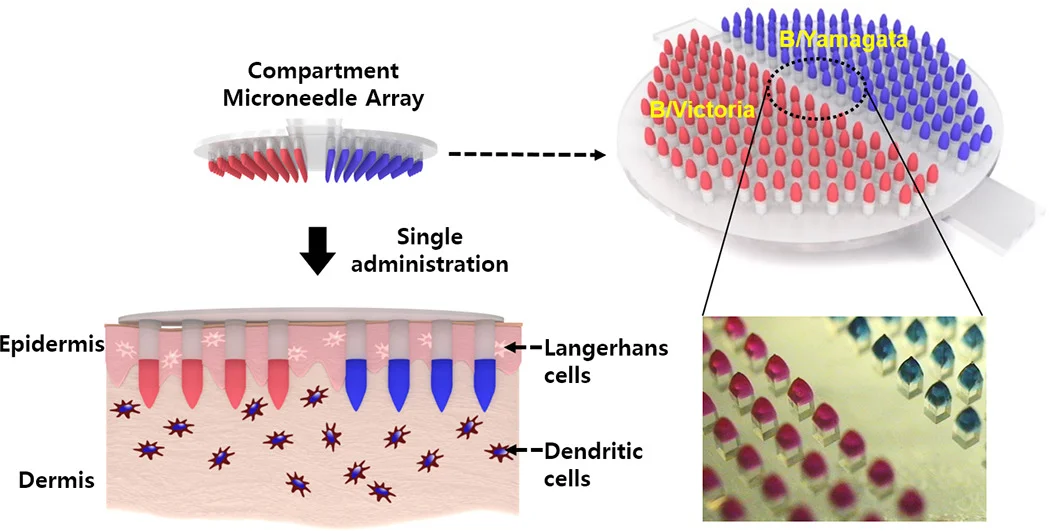 Compartment
Microneedle Array
B/Yamagata
B/Victoria
Single
administration
Epidermis
Langerhans
cells
Dendritic
cells
Dermis